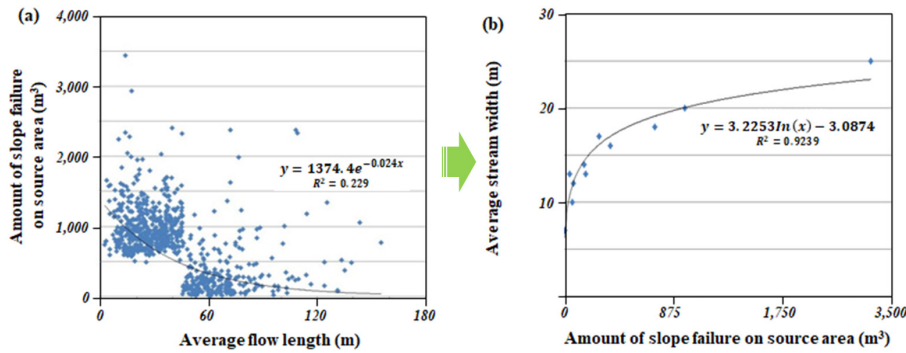 (a)
Amount of slope failure
on source area (m³)
4,000
3,000
2,000
1,000
0
0
60
120
180
Average flow length (m)
y = 1374.4e^−0.024x
R² = 0.229
(b)
Average stream width (m)
30
20
10
0
875
1,750
3,500
Amount of slope failure on source area (m³)
y = 3.2253ln(x) − 3.0874
R² = 0.9239